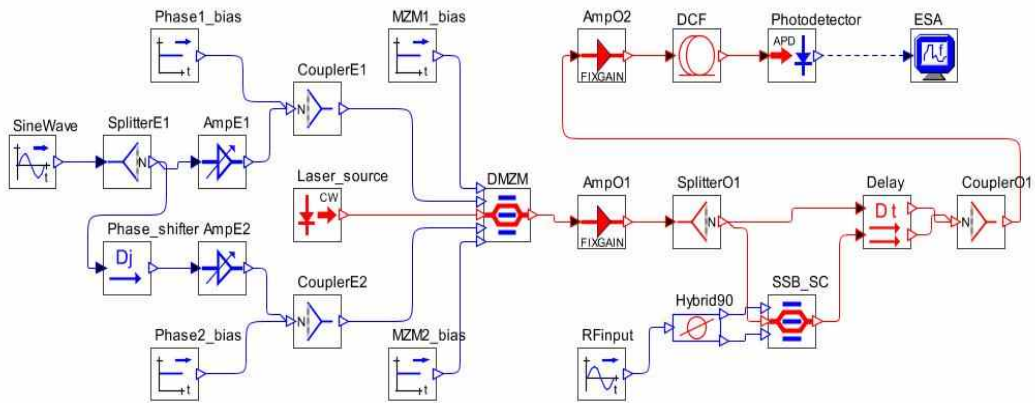 Phase1_bias
MZM1_bias
AmpO2
DCF
Photodetector
ESA
t
t
CouplerE1
FIXGAIN
APD
f
N
SineWave
SplitterE1
AmpE1
t
N
Laser_source
CW
DMZM
AmpO1
SplitterO1
Delay
CouplerO1
FIXGAIN
N
Dt
N
Phase_shifter
AmpE2
Dj
CouplerE2
N
Hybrid90
SSB_SC
Phase2_bias
MZM2_bias
RFinput
t
t
t